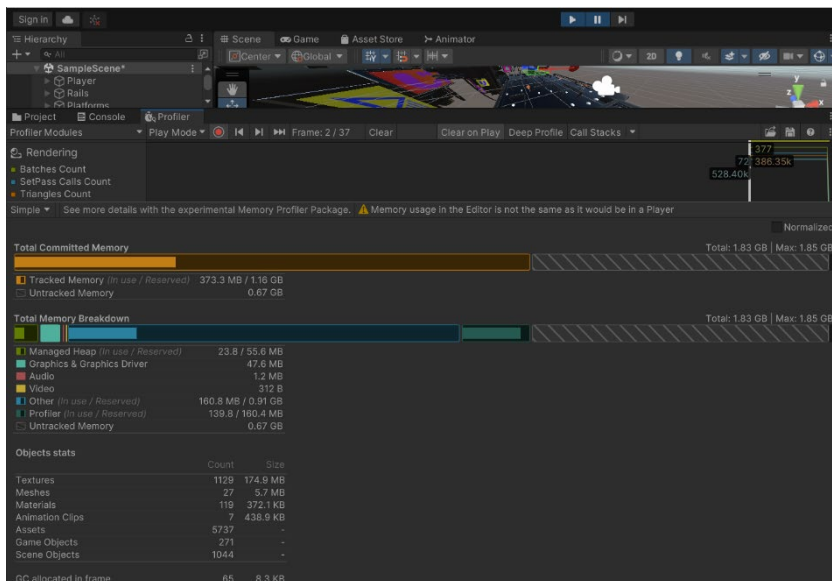 Sign in
Hierarchy
Scene Game Asset Store Animator
All
Center Global 2D
SampleScene*
Player
Rails
Platforms
y
z
x
Project Console Profiler
Profiler Modules Play Mode Frame: 2 / 37 Clear Clear on Play Deep Profile Call Stacks
Rendering
Batches Count
SetPass Calls Count
Triangles Count
377
72 386.35k
528.40k
Simple See more details with the experimental Memory Profiler Package. Memory usage in the Editor is not the same as it would be in a Player
Normalized
Total Committed Memory Total: 1.83 GB | Max: 1.85 GB
Tracked Memory (In use / Reserved) 373.3 MB / 1.16 GB
Untracked Memory 0.67 GB
Total Memory Breakdown Total: 1.83 GB | Max: 1.85 GB
Managed Heap (In use / Reserved) 23.8 / 55.6 MB
Graphics & Graphics Driver 47.6 MB
Audio 1.2 MB
Video 312 B
Other (In use / Reserved) 160.8 MB / 0.91 GB
Profiler (In use / Reserved) 139.8 / 160.4 MB
Untracked Memory 0.67 GB
Objects stats
Count Size
Textures 1129 174.9 MB
Meshes 27 5.7 MB
Materials 119 372.1 KB
Animation Clips 7 438.9 KB
Assets 5737 -
Game Objects 271 -
Scene Objects 1044 -
GC allocated in frame 65 8.3 KB